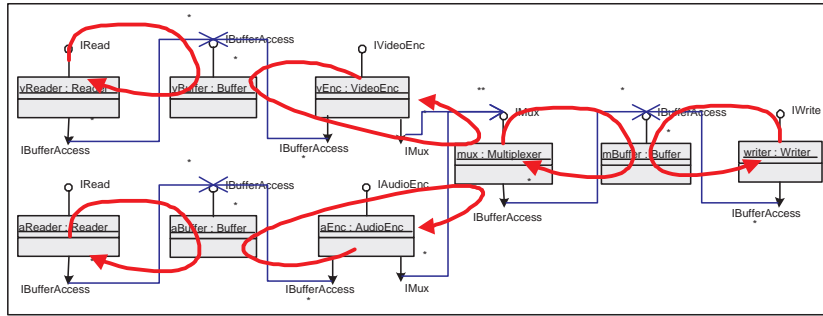 IRead
IBufferAccess
IVideoEnc
vReader : Reader
vBuffer : Buffer
vEnc : VideoEnc
IMux
IBufferAccess
IWrite
IBufferAccess
IBufferAccess
IMux
mux : Multiplexer
mBuffer : Buffer
writer : Writer
IRead
IBufferAccess
IAudioEnc
IBufferAccess
IBufferAccess
aReader : Reader
aBuffer : Buffer
aEnc : AudioEnc
IBufferAccess
IBufferAccess
IMux